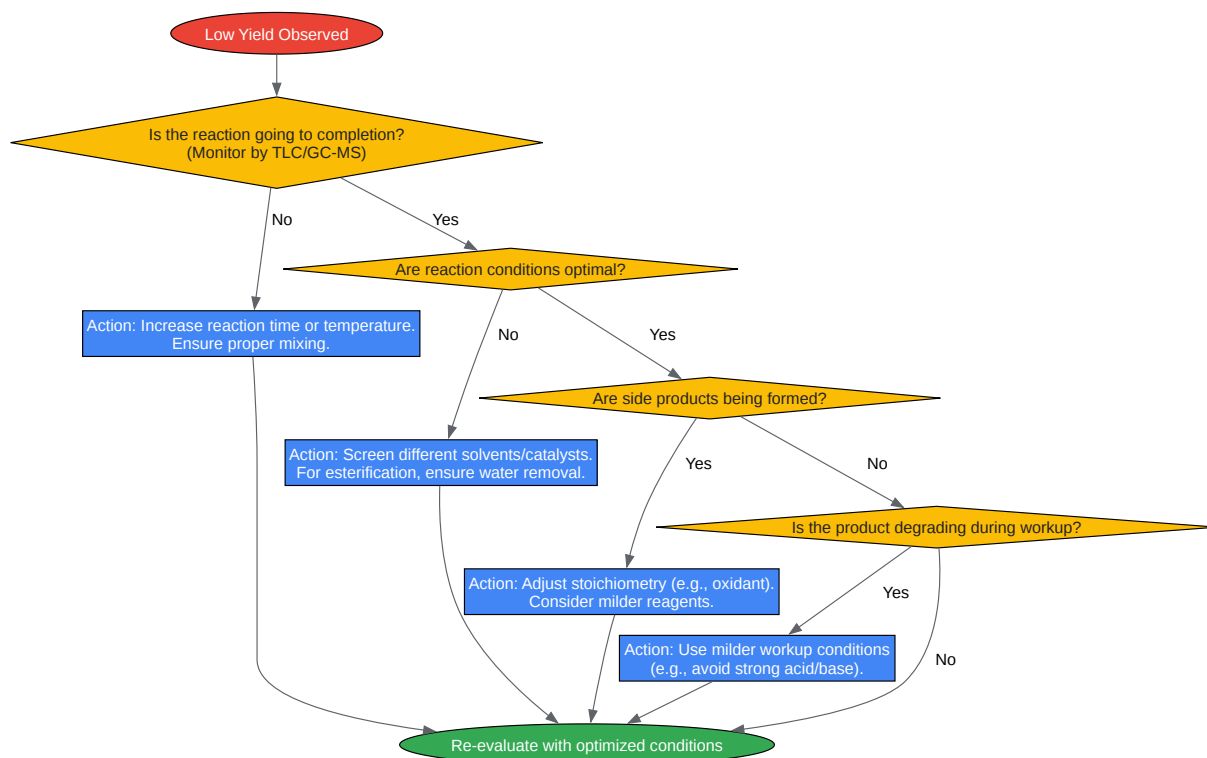 Low Yield Observed
Is the reaction going to completion?
(Monitor by TLC/GC-MS)
No
Yes
Are reaction conditions optimal?
Action: Increase reaction time or temperature.
Ensure proper mixing.
No
Yes
Are side products being formed?
Action: Screen different solvents/catalysts.
For esterification, ensure water removal.
Yes
No
Is the product degrading during workup?
Action: Adjust stoichiometry (e.g., oxidant).
Consider milder reagents.
Yes
Action: Use milder workup conditions
(e.g., avoid strong acid/base).
No
Re-evaluate with optimized conditions